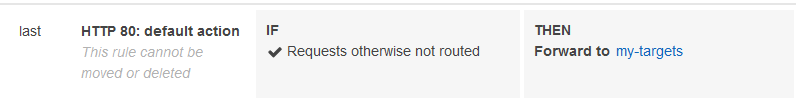 last
HTTP 80: default action
This rule cannot be
moved or deleted
IF
Requests otherwise not routed
THEN
Forward to my-targets